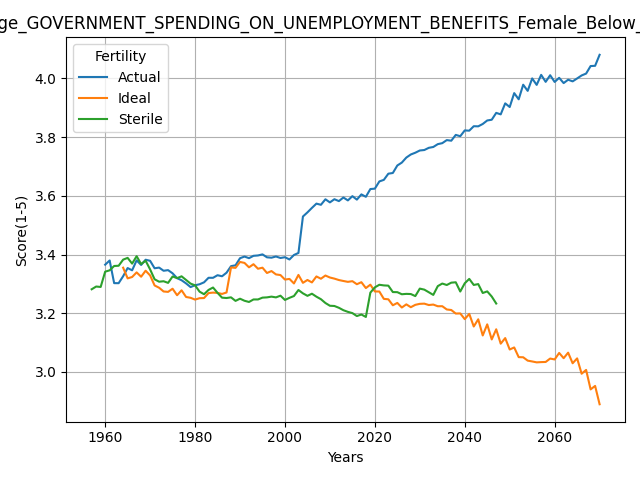 ge_GOVERNMENT_SPENDING_ON_UNEMPLOYMENT_BENEFITS_Female_Below_
Fertility
Actual
Ideal
Sterile
Score(1-5)
4.0
3.8
3.6
3.4
3.2
3.0
1960 1980 2000 2020 2040 2060
Years